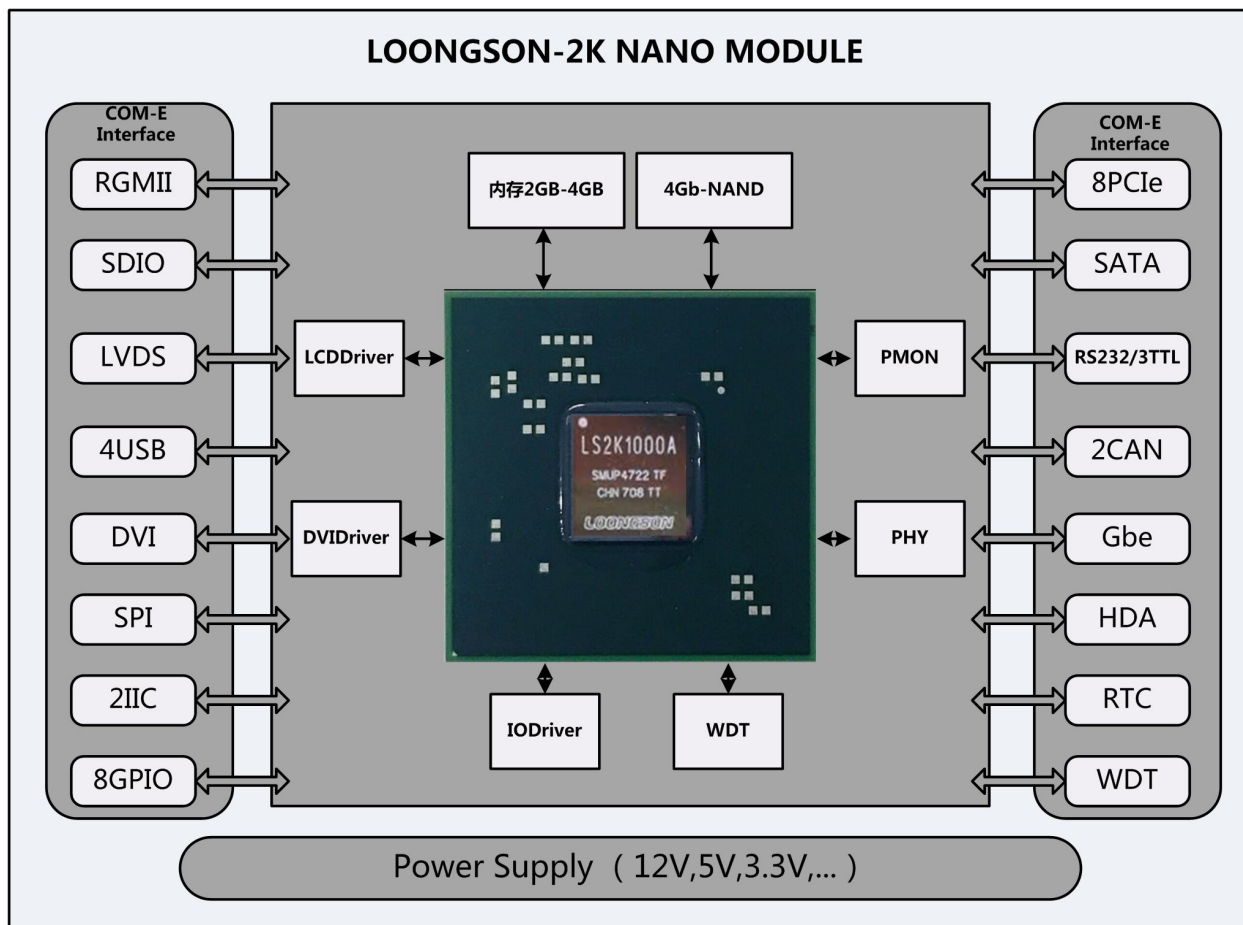 LOONGSON-2K NANO MODULE
COM-E
Interface
RGMII
SDIO
LVDS
4USB
DVI
SPI
2IIC
8GPIO
内存2GB-4GB
4Gb-NAND
LCDDriver
DVIDriver
LS2K1000A
SMUP4722 TF
CHN 708 TT
LOONGSON
PMON
PHY
IODriver
WDT
COM-E
Interface
8PCIe
SATA
RS232/3TTL
2CAN
Gbe
HDA
RTC
WDT
Power Supply （ 12V,5V,3.3V,... ）